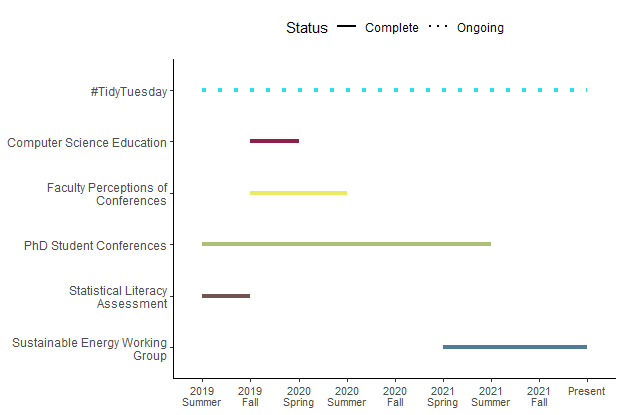 Status Complete Ongoing
#TidyTuesday
Computer Science Education
Faculty Perceptions of
Conferences
PhD Student Conferences
Statistical Literacy
Assessment
Sustainable Energy Working
Group
2019 2019 2020 2020 2020 2021 2021 2021 Present
Summer Fall Spring Summer Fall Spring Summer Fall